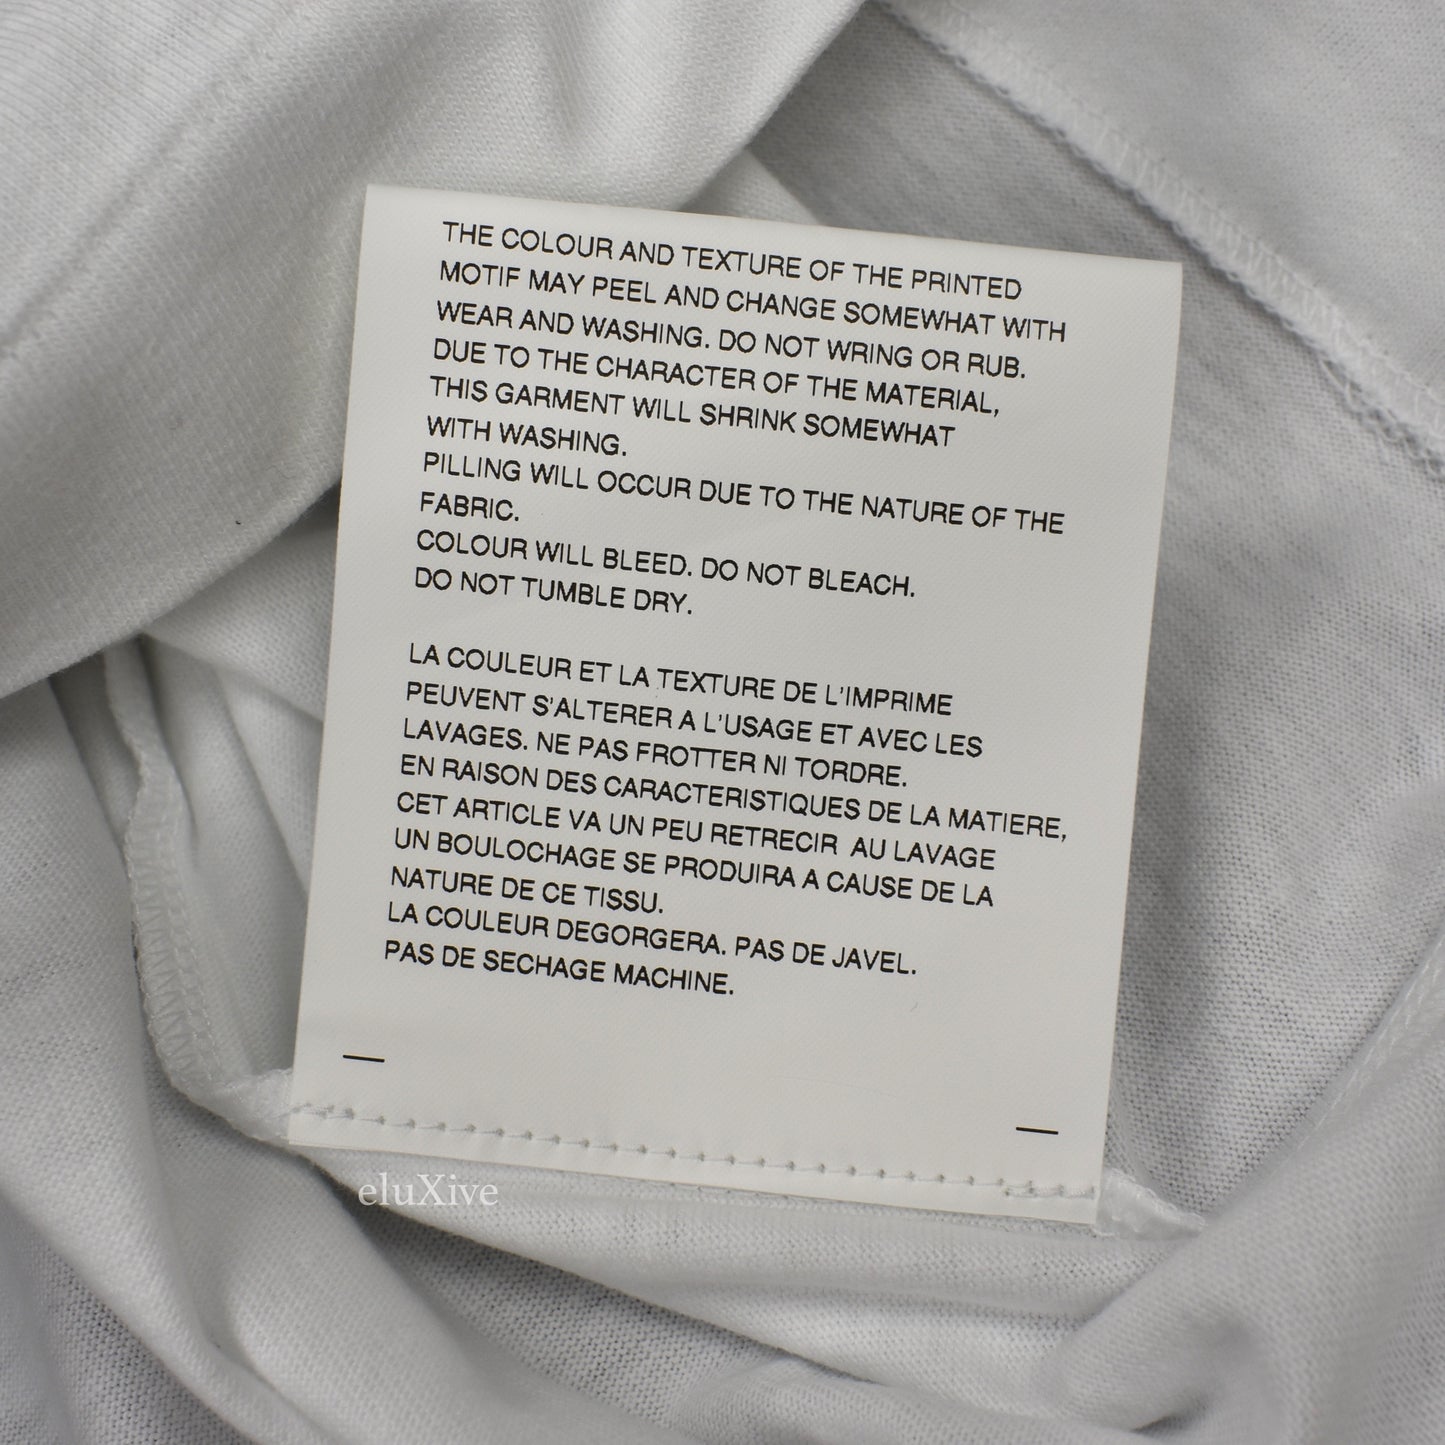 THE COLOUR AND TEXTURE OF THE PRINTED
MOTIF MAY PEEL AND CHANGE SOMEWHAT WITH
WEAR AND WASHING. DO NOT WRING OR RUB.
DUE TO THE CHARACTER OF THE MATERIAL,
THIS GARMENT WILL SHRINK SOMEWHAT
WITH WASHING.
PILLING WILL OCCUR DUE TO THE NATURE OF THE
FABRIC.
COLOUR WILL BLEED. DO NOT BLEACH.
DO NOT TUMBLE DRY.
LA COULEUR ET LA TEXTURE DE L'IMPRIME
PEUVENT S'ALTERER A L'USAGE ET AVEC LES
LAVAGES. NE PAS FROTTER NI TORDRE.
EN RAISON DES CARACTERISTIQUES DE LA MATIERE,
CET ARTICLE VA UN PEU RETRECIR AU LAVAGE
UN BOULOCHAGE SE PRODUIRA A CAUSE DE LA
NATURE DE CE TISSU.
LA COULEUR DEGORGERA. PAS DE JAVEL.
PAS DE SECHAGE MACHINE.
eluXive